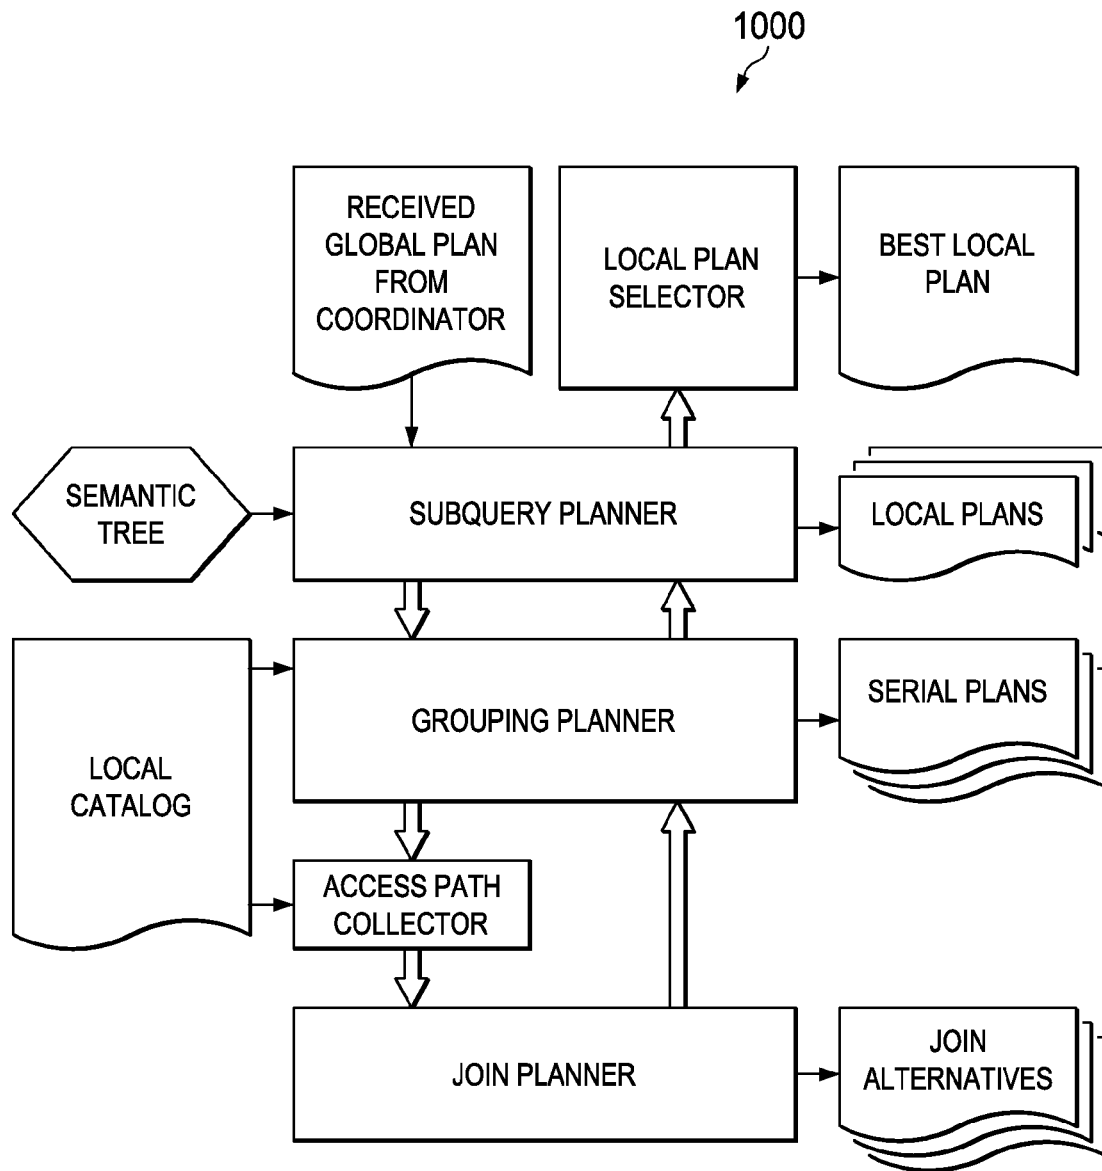 1000
RECEIVED
GLOBAL PLAN
FROM
COORDINATOR
LOCAL PLAN
SELECTOR
BEST LOCAL
PLAN
SEMANTIC
TREE
SUBQUERY PLANNER
LOCAL PLANS
LOCAL
CATALOG
GROUPING PLANNER
SERIAL PLANS
ACCESS PATH
COLLECTOR
JOIN PLANNER
JOIN
ALTERNATIVES